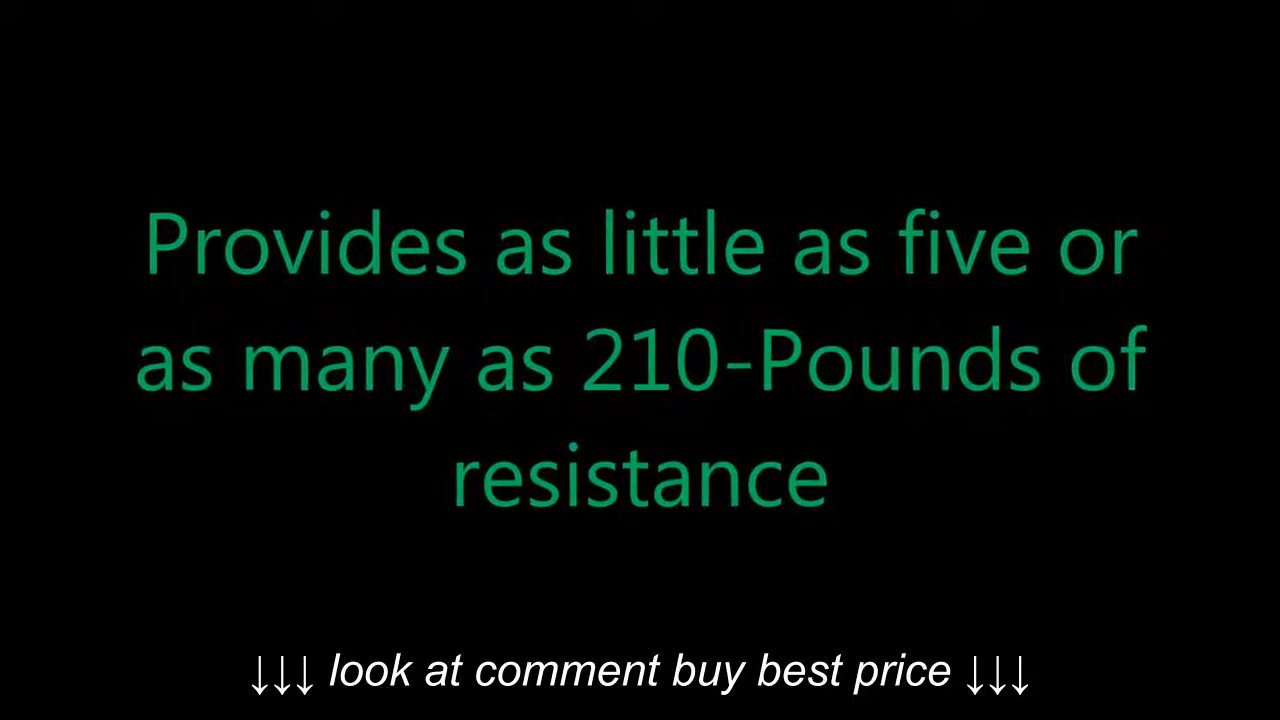 Provides as little as five or
as many as 210-Pounds of
resistance
↓↓↓ look at comment buy best price ↓↓↓